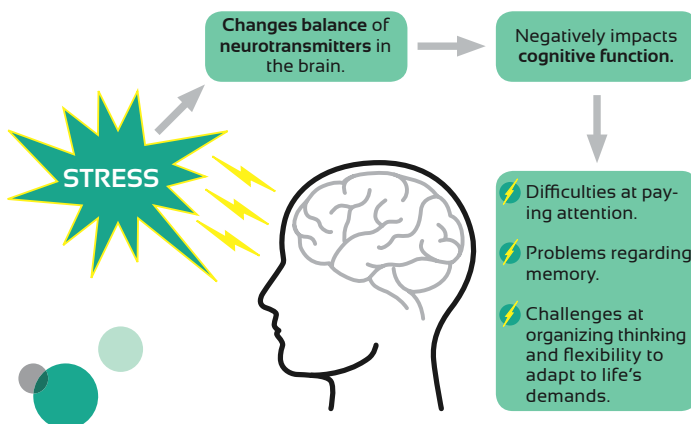 Changes balance of
neurotransmitters in
the brain.
Negatively impacts
cognitive function.
STRESS
Difficulties at pay-
ing attention.
Problems regarding
memory.
Challenges at
organizing thinking
and flexibility to
adapt to life's
demands.